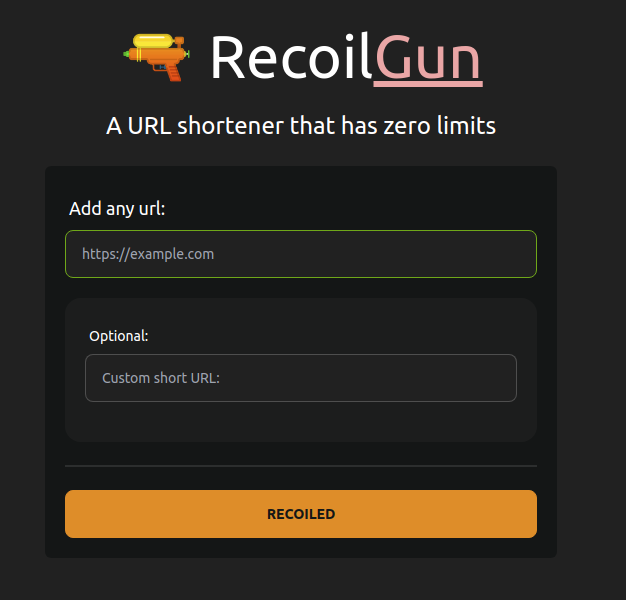 RecoilGun
A URL shortener that has zero limits
Add any url:
https://example.com
Optional:
Custom short URL:
RECOILED